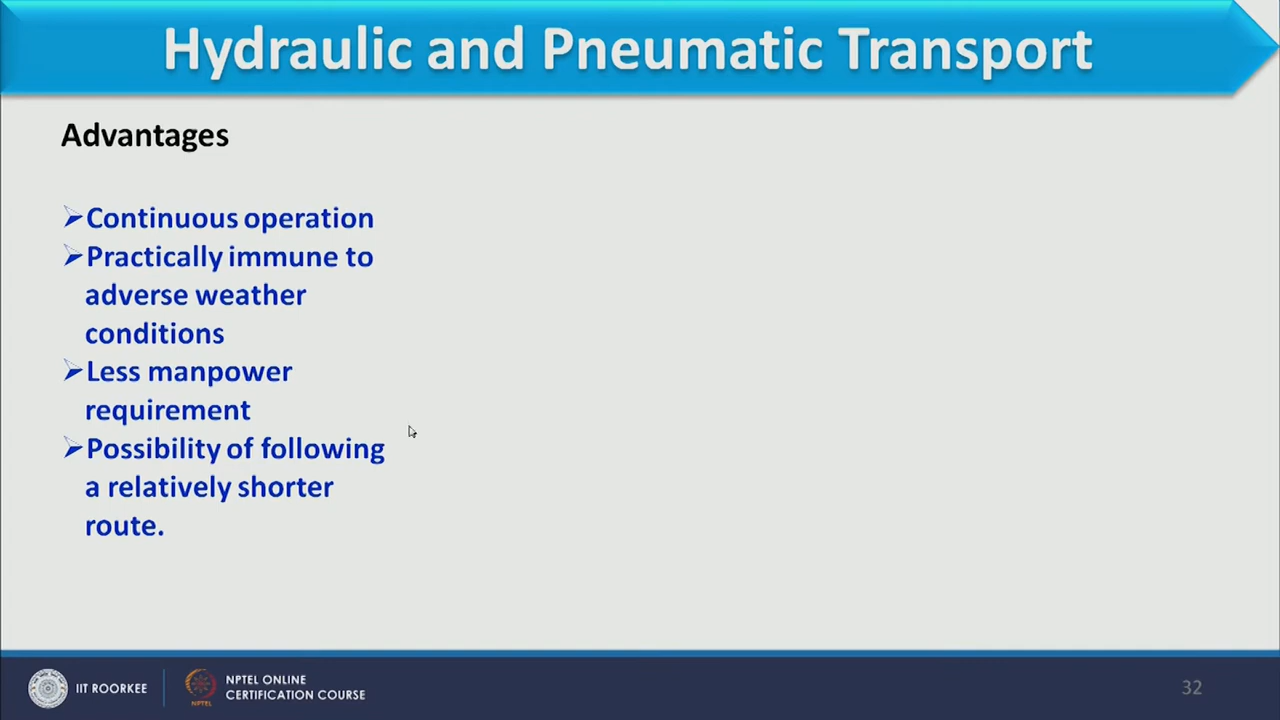 Hydraulic and Pneumatic Transport
Advantages
➢Continuous operation
➢Practically immune to
adverse weather
conditions
➢Less manpower
requirement
➢Possibility of following
a relatively shorter
route.
IIT ROORKEE
NPTEL
NPTEL ONLINE
CERTIFICATION COURSE
32